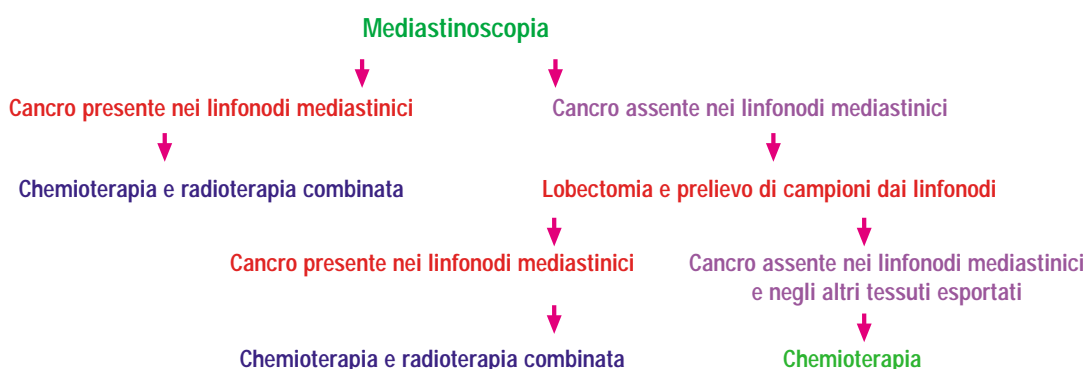 Mediastinoscopia
Cancro presente nei linfonodi mediastinici
Cancro assente nei linfonodi mediastinici
Chemioterapia e radioterapia combinata
Lobectomia e prelievo di campioni dai linfonodi
Cancro presente nei linfonodi mediastinici
Cancro assente nei linfonodi mediastinici
e negli altri tessuti esportati
Chemioterapia e radioterapia combinata
Chemioterapia